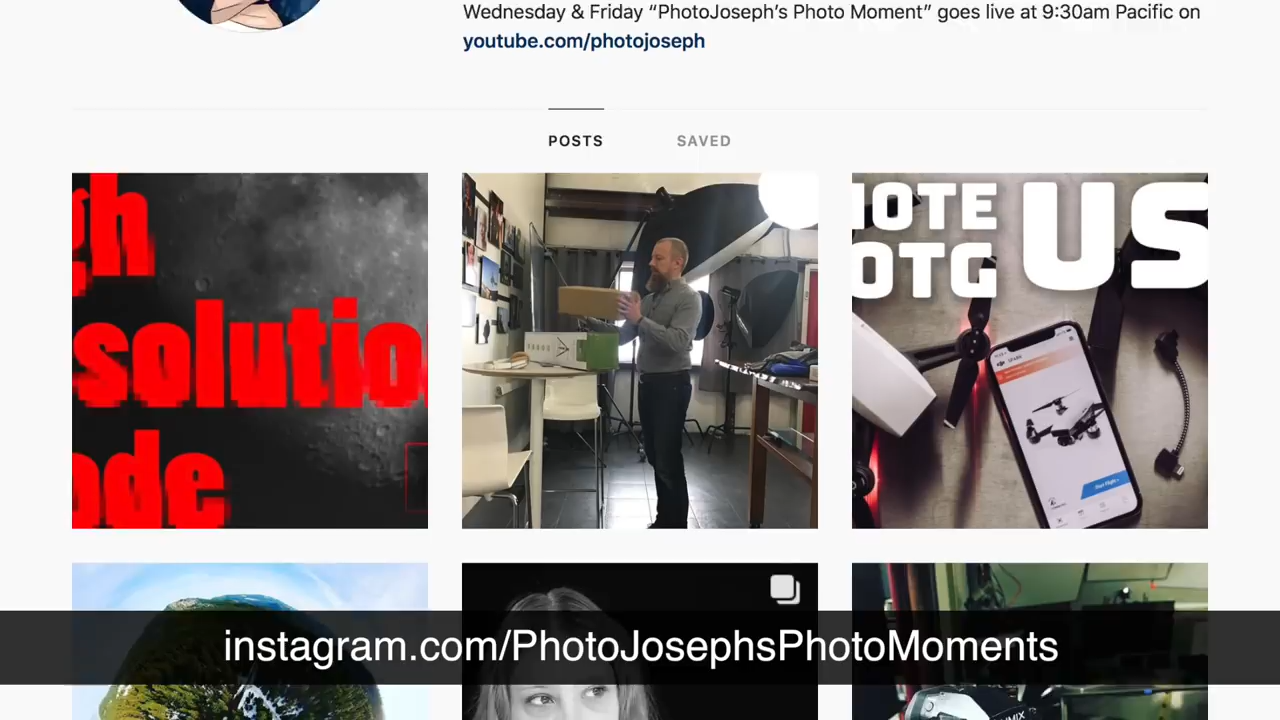 Wednesday & Friday “PhotoJoseph’s Photo Moment” goes live at 9:30am Pacific on
youtube.com/photojoseph
POSTS
SAVED
gh
solutio
ode
IOTE
OTG
US
instagram.com/PhotoJosephsPhotoMoments